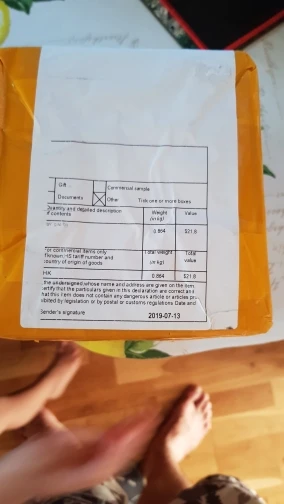 Gift
Commercial sample
Documents
Other
Tick one or more boxes
Quantity and detailed description
of contents
Weight
(in kg)
Value
0.864
$21.8
For commercial items only
If known, HS tariff number and
country of origin of goods
Total Weight
(in kg)
Total
value
HK
0.864
$21.8
the undersigned, whose name and address are given on the item
certify that the particulars given in this declaration are correct and
that this item does not contain any dangerous article or articles pro
hibited by legislation or by postal or customs regulations. Date and
sender's signature
2019-07-13